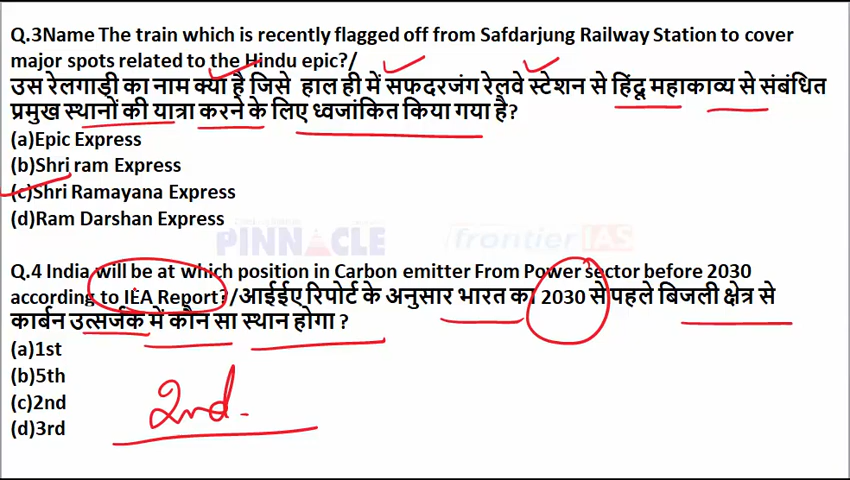 Q.3Name The train which is recently flagged off from Safdarjung Railway Station to cover
major spots related to the Hindu epic?/
उस रेलगाड़ी का नाम क्या है जिसे हाल ही में सफदरजंग रेलवे स्टेशन से हिंदू महाकाव्य से संबंधित
प्रमुख स्थानों की यात्रा करने के लिए ध्वजांकित किया गया है?
(a)Epic Express
(b)Shri ram Express
(c)Shri Ramayana Express
(d)Ram Darshan Express
PINNACLE frontier IAS
Q.4 India will be at which position in Carbon emitter From Power sector before 2030
according to IEA Report?/आईईए रिपोर्ट के अनुसार भारत का 2030 से पहले बिजली क्षेत्र से
कार्बन उत्सर्जक में कौन सा स्थान होगा ?
(a)1st
(b)5th
(c)2nd
(d)3rd
2nd.